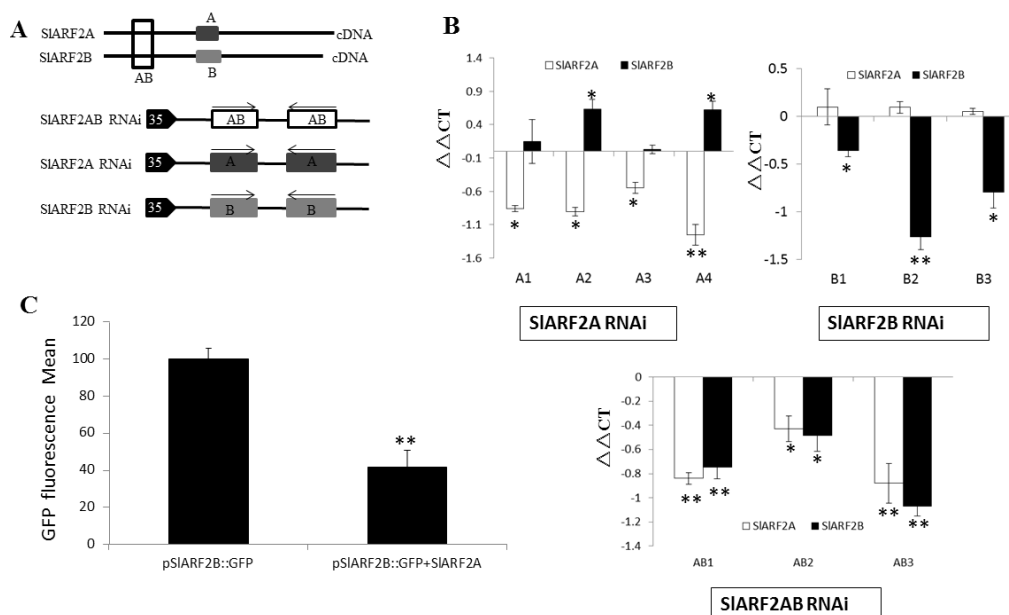 A
SlARF2A
A
cDNA
SlARF2B
cDNA
AB
B
SlARF2AB RNAi
35
AB
AB
SlARF2A RNAi
35
A
A
SlARF2B RNAi
35
B
B
B
SlARF2A
SlARF2B
△△CT
1.4
0.9
0.4
-0.1
-0.6
-1.1
-1.6
*
*
*
*
*
**
A1
A2
A3
A4
SlARF2A RNAi
SlARF2A
SlARF2B
△△CT
0.5
0
-0.5
-1
-1.5
*
**
*
B1
B2
B3
SlARF2B RNAi
C
GFP fluorescence Mean
120
100
80
60
40
20
0
**
pSlARF2B::GFP
pSlARF2B::GFP+SlARF2A
△△CT
0
-0.2
-0.4
-0.6
-0.8
-1
-1.2
-1.4
**
**
*
*
**
**
SlARF2A
SlARF2B
AB1
AB2
AB3
SlARF2AB RNAi